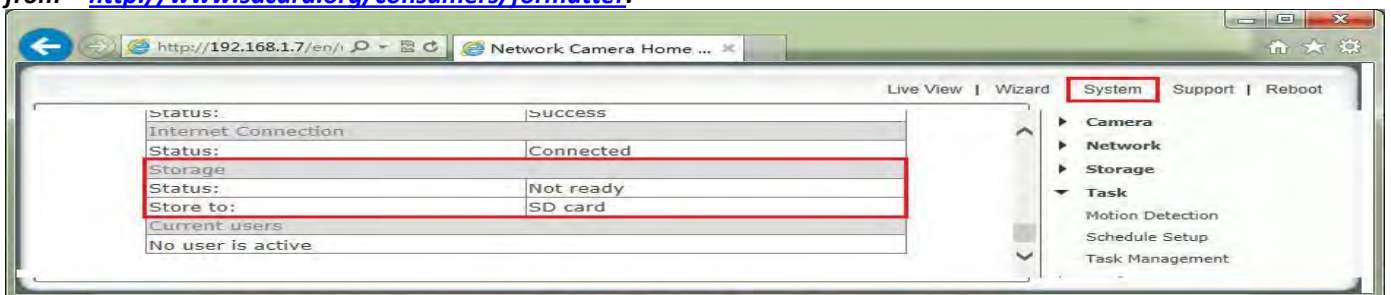 from http://www.sdcard.org/consumers/formatter.
http://192.168.1.7/en/ Network Camera Home ...
Live View | Wizard System Support | Reboot
Status: Success
Internet Connection
Status: Connected
Storage
Status: Not ready
Store to: SD card
Current users
No user is active
Camera
Network
Storage
Task
Motion Detection
Schedule Setup
Task Management